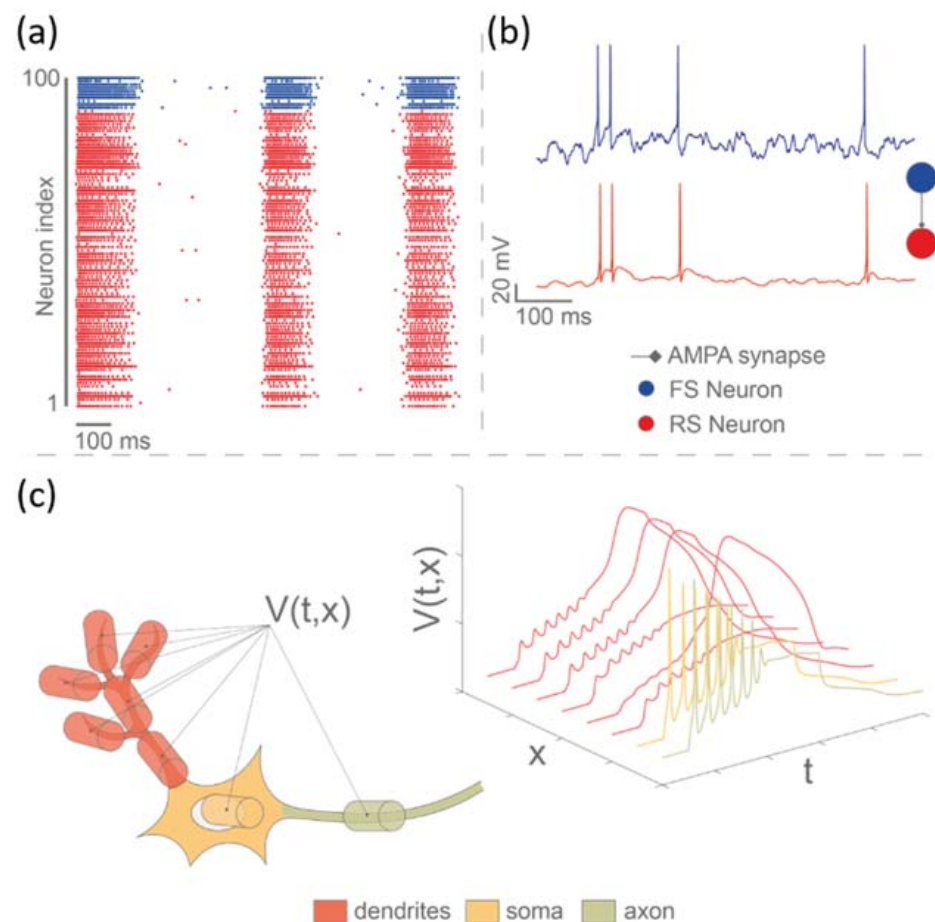 (a)
100
Neuron index
1
100 ms
(b)
20 mV
100 ms
AMPA synapse
FS Neuron
RS Neuron
(c)
V(t,x)
V(t,x)
x
t
dendrites
soma
axon